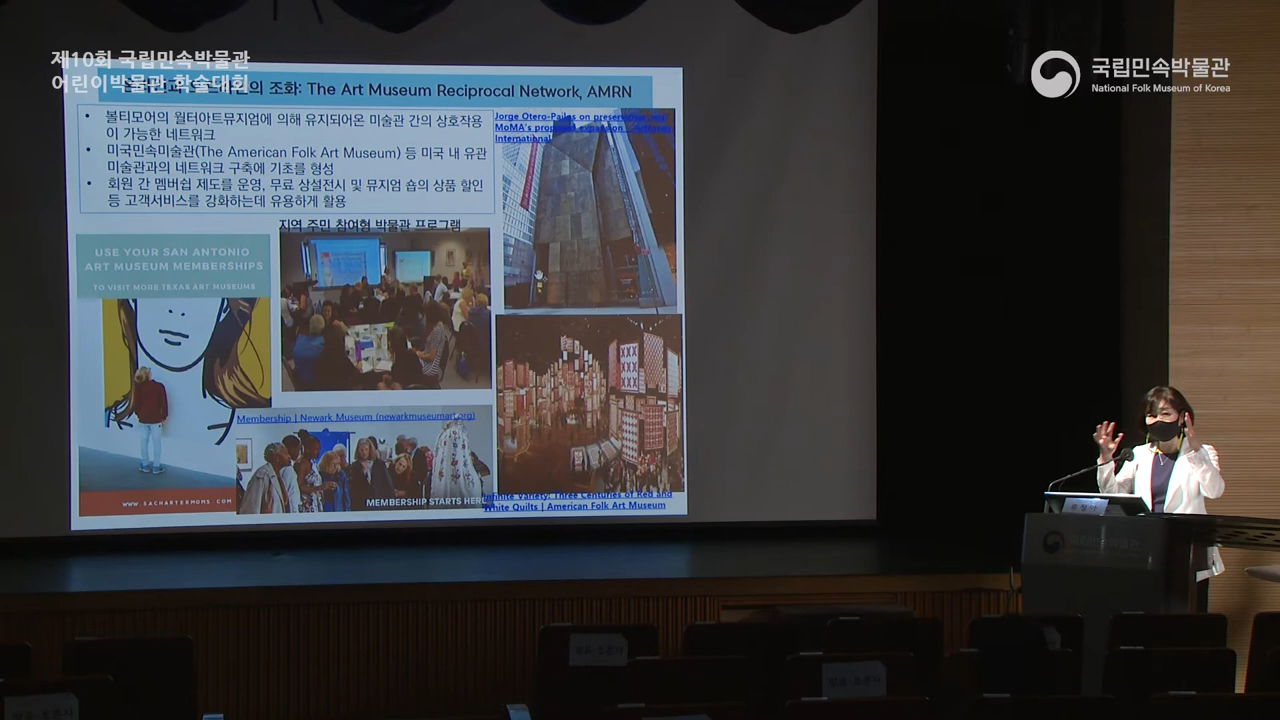 제10회 국립민속박물관
어린이박물관 학술대회
국립민속박물관
National Folk Museum of Korea
조화: The Art Museum Reciprocal Network, AMRN
• 볼티모어의 월터아트뮤지엄에 의해 유지되어온 미술관 간의 상호작용
이 가능한 네트워크
• 미국민속미술관(The American Folk Art Museum) 등 미국 내 유관
미술관과의 네트워크 구축에 기초를 형성
• 회원 간 멤버쉽 제도를 운영, 무료 상설전시 및 뮤지엄 숍의 상품 할인
등 고객서비스를 강화하는데 유용하게 활용
Jorge Otero-Pailos on
MoMA's proposed expansion
International
지역 주민 참여형 박물관 프로그램
USE YOUR SAN ANTONIO
ART MUSEUM MEMBERSHIPS
TO VISIT MORE TEXAS ART MUSEUMS
WWW.SACHARTERMOMS.COM
Membership | Newark Museum (newarkmuseumart.org)
MEMBERSHIP STARTS HERE
Infinite Variety: Three Centuries of Red and
White Quilts | American Folk Art Museum
국립민속박물관